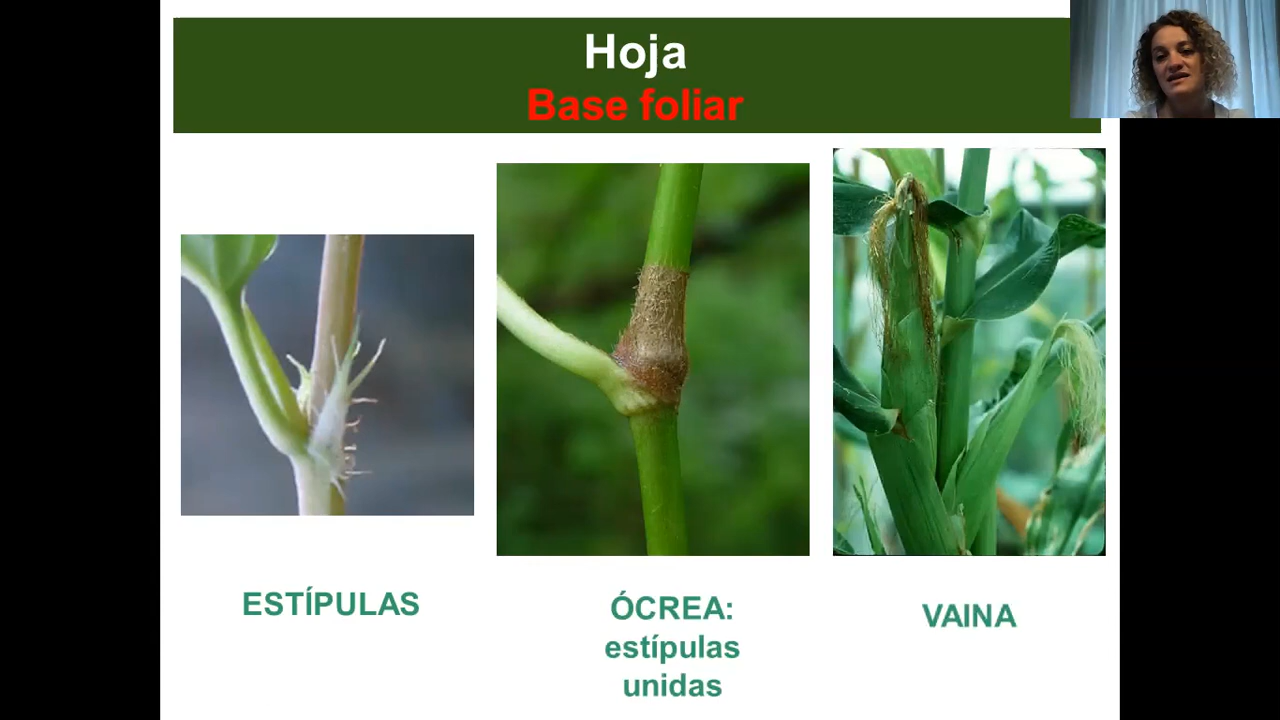 Hoja
Base foliar
ESTÍPULAS
ÓCREA:
estípulas
unidas
VAINA